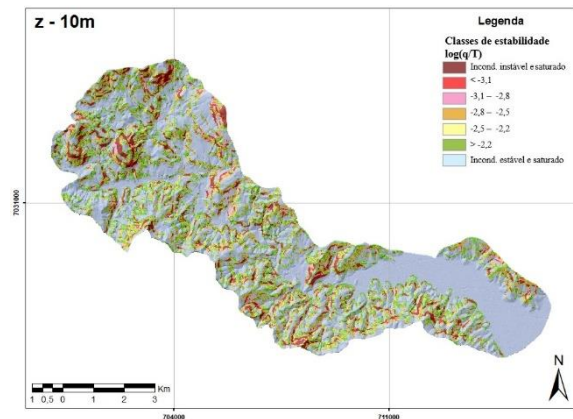 z - 10m
Legenda
Classes de estabilidade
log(q/T)
Incond. instável e saturado
< -3,1
-3,1 – -2,8
-2,8 – -2,5
-2,5 – -2,2
> -2,2
Incond. estável e saturado
7031000
N
Km
1 0,5 0 1 2 3
704000
711000